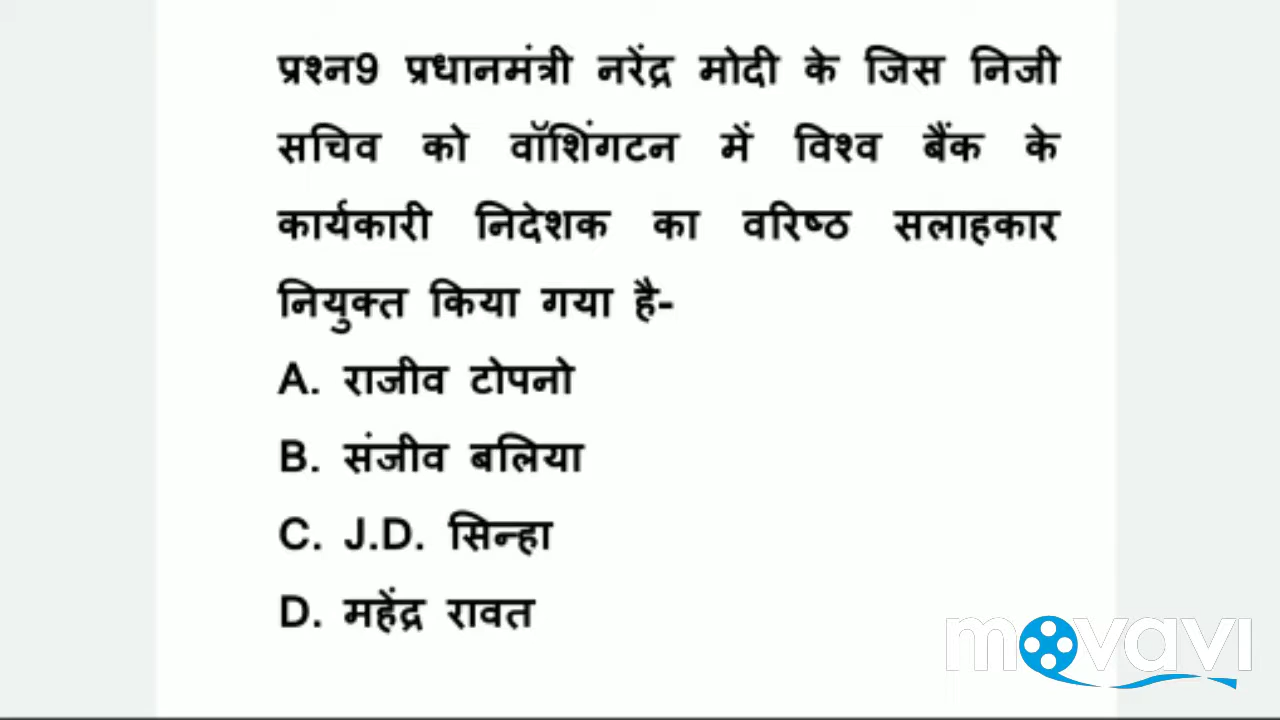 प्रश्न9 प्रधानमंत्री नरेंद्र मोदी के जिस निजी
सचिव को वॉशिंगटन में विश्व बैंक के
कार्यकारी निदेशक का वरिष्ठ सलाहकार
नियुक्त किया गया है-
A. राजीव टोपनो
B. संजीव बलिया
C. J.D. सिन्हा
D. महेंद्र रावत
movavi